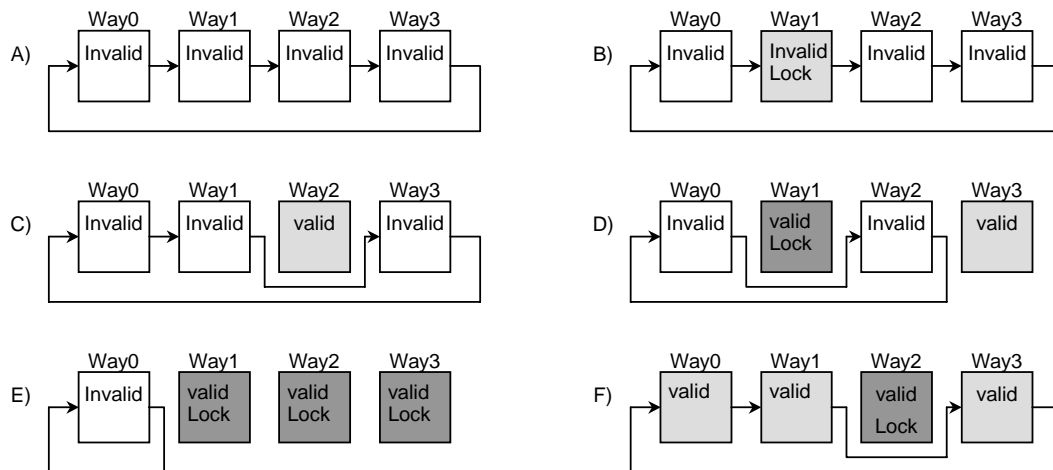 Way0 Way1 Way2 Way3
A) Invalid Invalid Invalid Invalid
Way0 Way1 Way2 Way3
B) Invalid Invalid Invalid Invalid
Lock
Way0 Way1 Way2 Way3
C) Invalid Invalid valid Invalid
Way0 Way1 Way2 Way3
D) Invalid valid Invalid valid
Lock
Way0 Way1 Way2 Way3
E) Invalid valid valid valid
Lock Lock Lock
Way0 Way1 Way2 Way3
F) valid valid valid valid
Lock